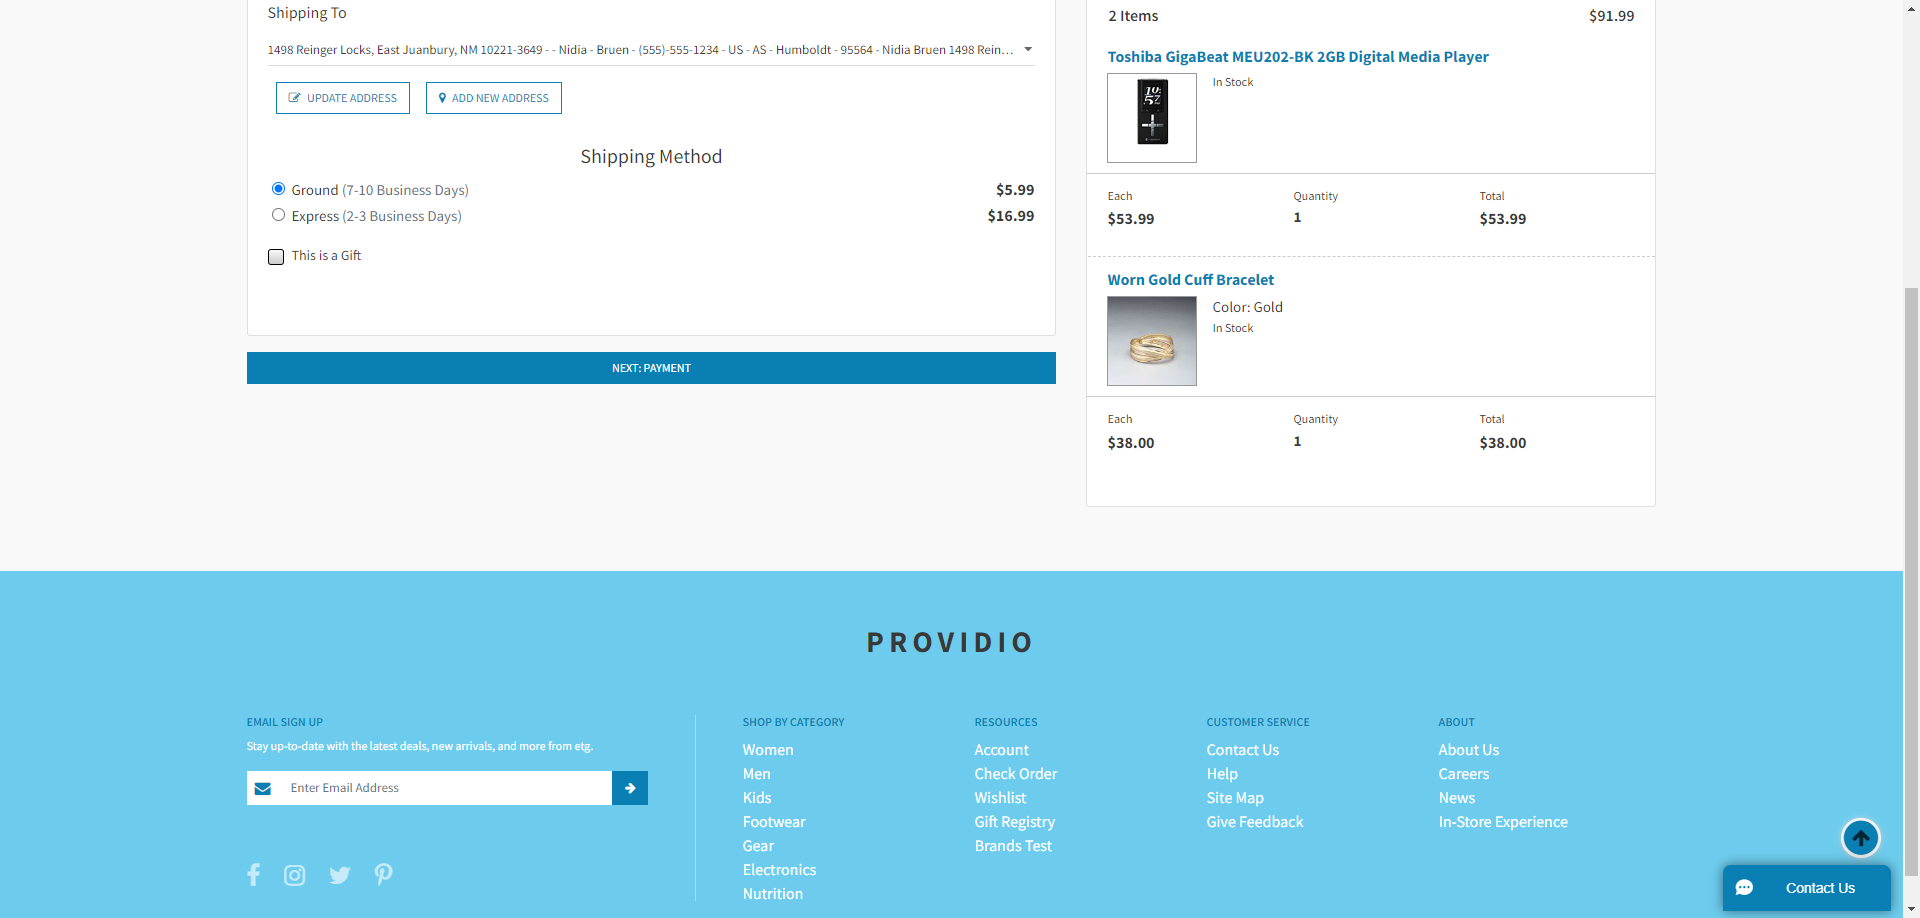 Shipping To
1498 Reinger Locks, East Juanbury, NM 10221-3649 - - Nidia - Bruen - (555)-555-1234 - US - AS - Humboldt - 95564 - Nidia Bruen 1498 Rein...
UPDATE ADDRESS
ADD NEW ADDRESS
Shipping Method
Ground (7-10 Business Days) $5.99
Express (2-3 Business Days) $16.99
This is a Gift
NEXT: PAYMENT
2 Items $91.99
Toshiba GigaBeat MEU202-BK 2GB Digital Media Player
10:
57
In Stock
Each Quantity Total
$53.99 1 $53.99
Worn Gold Cuff Bracelet
Color: Gold
In Stock
Each Quantity Total
$38.00 1 $38.00
PROVIDIO
EMAIL SIGN UP
Stay up-to-date with the latest deals, new arrivals, and more from etg.
Enter Email Address
SHOP BY CATEGORY
Women
Men
Kids
Footwear
Gear
Electronics
Nutrition
RESOURCES
Account
Check Order
Wishlist
Gift Registry
Brands Test
CUSTOMER SERVICE
Contact Us
Help
Site Map
Give Feedback
ABOUT
About Us
Careers
News
In-Store Experience
Contact Us